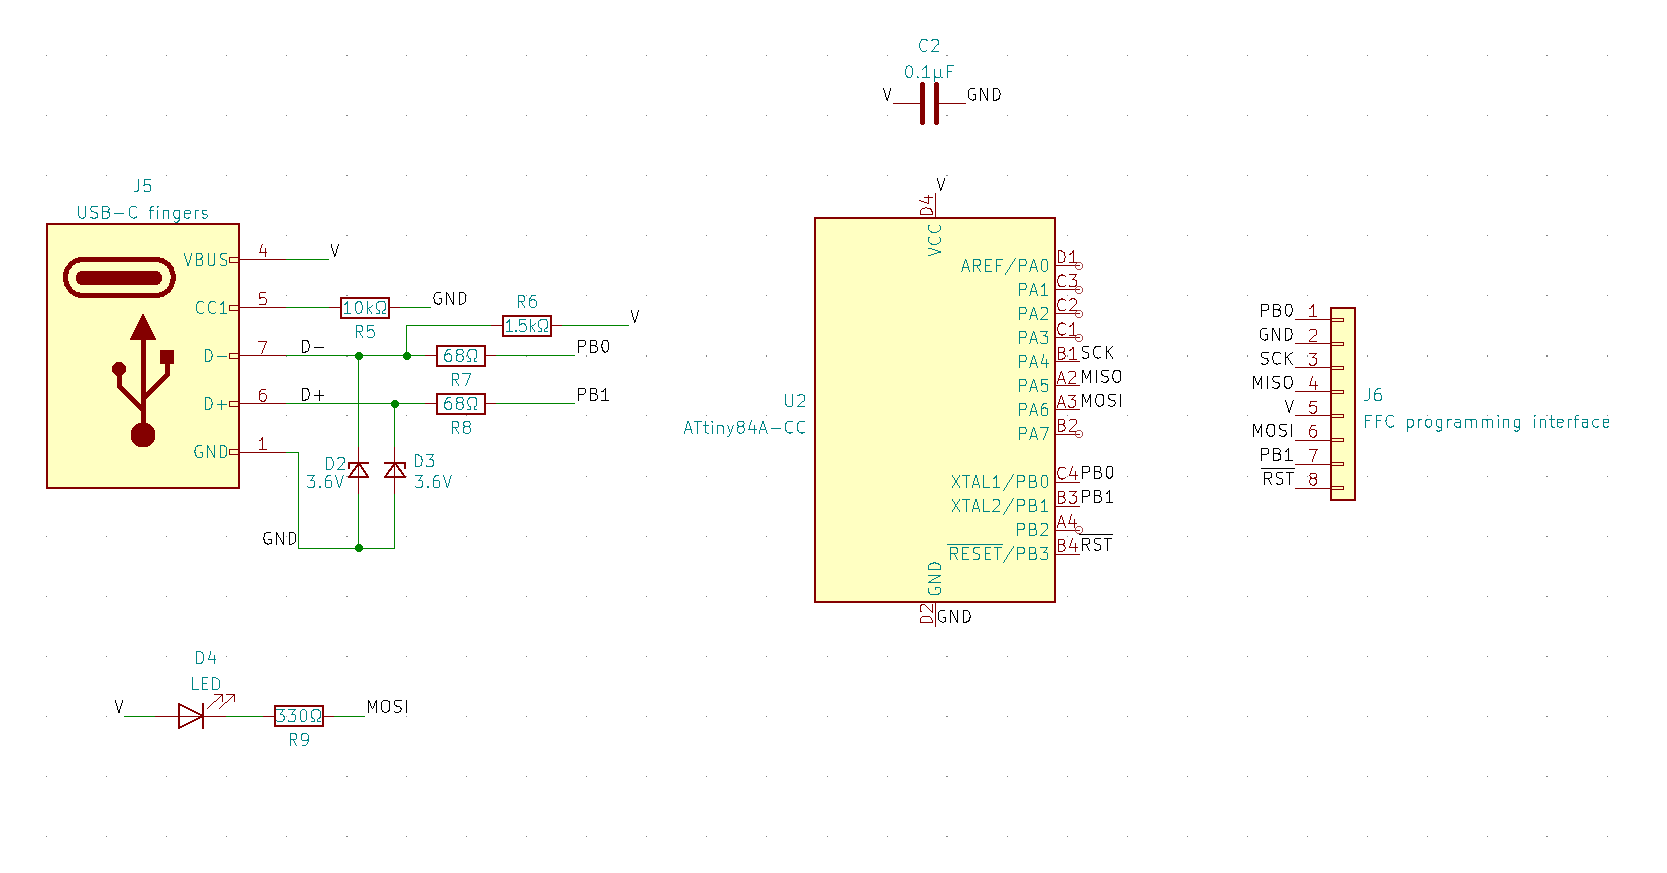 C2
0.1µF
V
GND
J5
USB-C fingers
VBUS
4
V
CC1
5
10kΩ
R5
GND
R6
1.5kΩ
V
D-
7
D-
68Ω
R7
PB0
D+
6
D+
68Ω
R8
PB1
GND
1
D2
3.6V
D3
3.6V
GND
V
D4
VCC
U2
ATtiny84A-CC
AREF/PA0
D1
PA1
C3
PA2
C2
PA3
C1
PA4
B1
SCK
PA5
A2
MISO
PA6
A3
MOSI
PA7
B2
XTAL1/PB0
C4
PB0
XTAL2/PB1
B3
PB1
PB2
A4
RESET/PB3
B4
RST
GND
D2
GND
PB0 1
GND 2
SCK 3
MISO 4
V 5
MOSI 6
PB1 7
RST 8
J6
FFC programming interface
D4
LED
V
330Ω
R9
MOSI